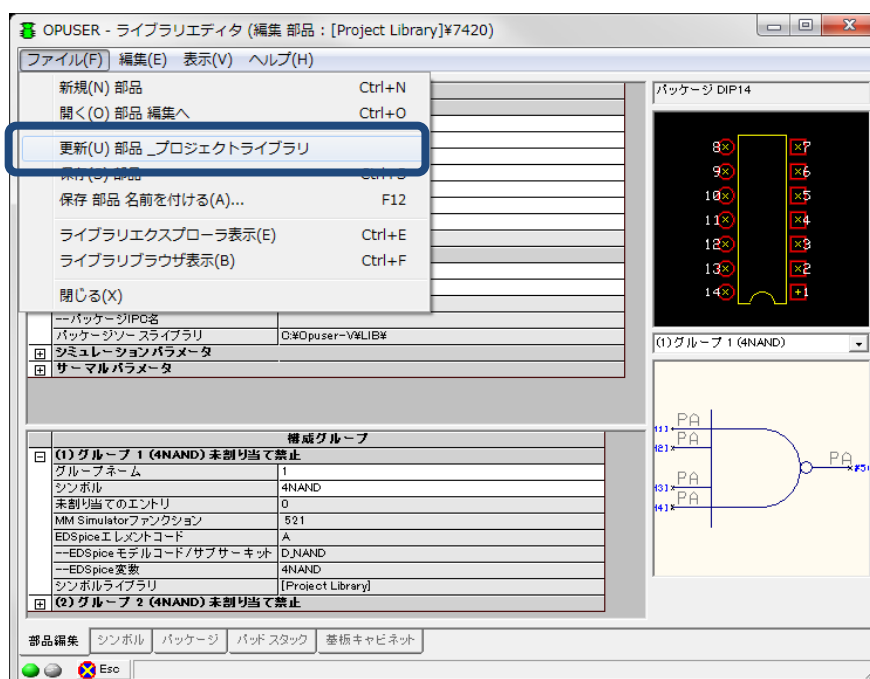 OPUSER - ライブラリエディタ (編集 部品 : [Project Library]¥7420)
ファイル(F) 編集(E) 表示(V) ヘルプ(H)
新規(N) 部品 Ctrl+N
開く(O) 部品 編集へ Ctrl+O
更新(U) 部品 _プロジェクトライブラリ
保存(S) 部品 Ctrl+S
保存 部品 名前を付ける(A)... F12
ライブラリエクスプローラ表示(E) Ctrl+E
ライブラリブラウザ表示(B) Ctrl+F
閉じる(X)
--パッケージIPC名
パッケージソースライブラリ C:¥Opuser-V¥LIB¥
シミュレーションパラメータ
サーマルパラメータ
構成グループ
(1) グループ 1 (4NAND) 未割り当て禁止
グループネーム 1
シンボル 4NAND
未割り当てのエントリ 0
MM Simulatorファンクション 521
EDSpiceエレメントコード A
--EDSpiceモデルコード/サブサーキット D_NAND
--EDSpice変数 4NAND
シンボルライブラリ [Project Library]
(2) グループ 2 (4NAND) 未割り当て禁止
パッケージ DIP14
8 7
9 6
10 5
11 4
12 3
13 2
14 1
(1)グループ 1 (4NAND)
PA
PA
PA
PA
PA
部品編集 シンボル パッケージ パッドスタック 基板キャビネット
Esc